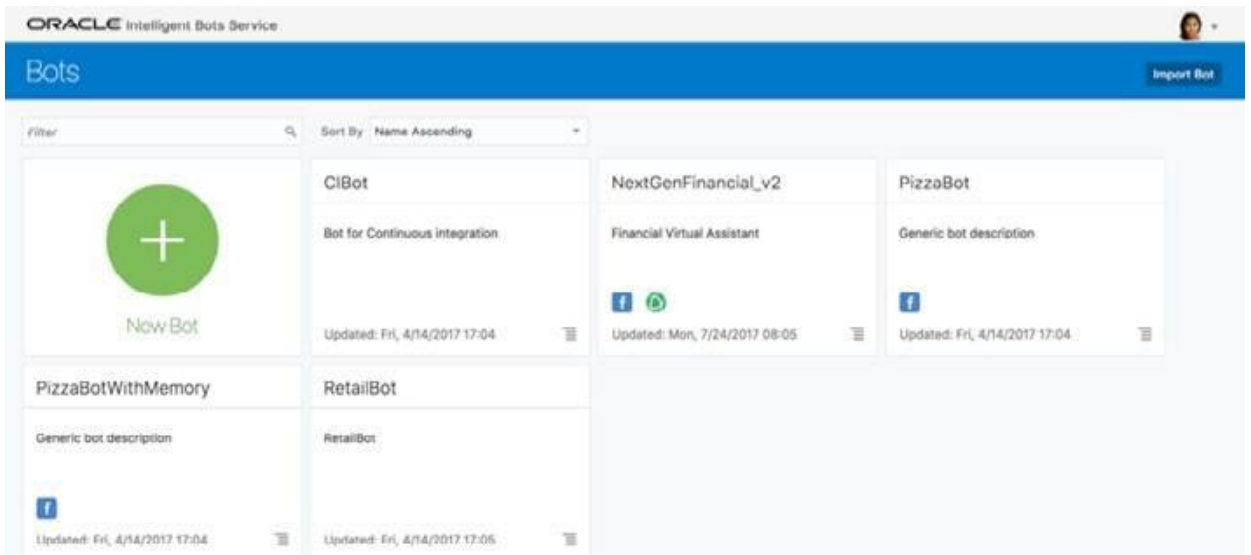 ORACLE Intelligent Bots Service
Bots
Import Bot
Filter
Sort By Name Ascending
New Bot
CIBot
Bot for Continuous integration
Updated: Fri, 4/14/2017 17:04
NextGenFinancial_v2
Financial Virtual Assistant
Updated: Mon, 7/24/2017 08:05
PizzaBot
Generic bot description
Updated: Fri, 4/14/2017 17:04
PizzaBotWithMemory
Generic bot description
Updated: Fri, 4/14/2017 17:04
RetailBot
RetailBot
Updated: Fri, 4/14/2017 17:05